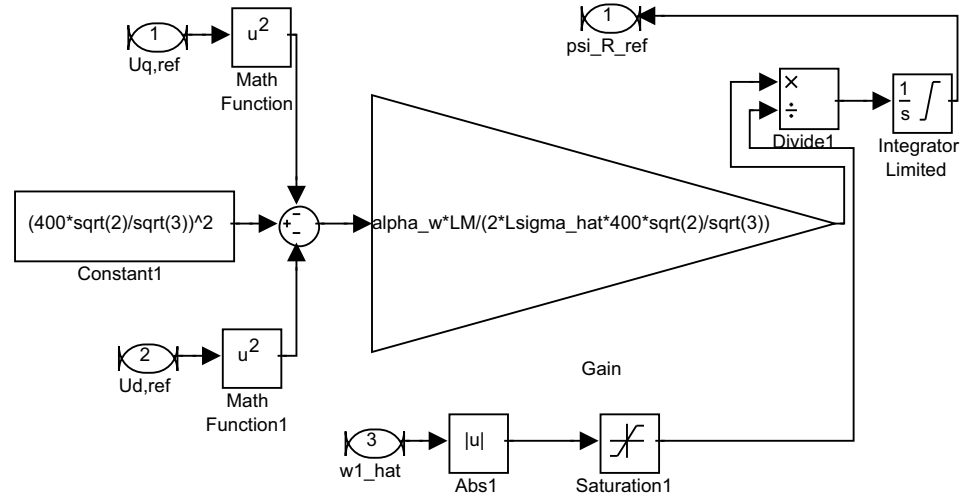 1
Uq,ref
u2
Math
Function
1
psi_R_ref
×
÷
Divide1
1
s
Integrator
Limited
(400*sqrt(2)/sqrt(3))^2
Constant1
−
+
−
alpha_w*LM/(2*Lsigma_hat*400*sqrt(2)/sqrt(3))
Gain
2
Ud,ref
u2
Math
Function1
3
w1_hat
|u|
Abs1
Saturation1